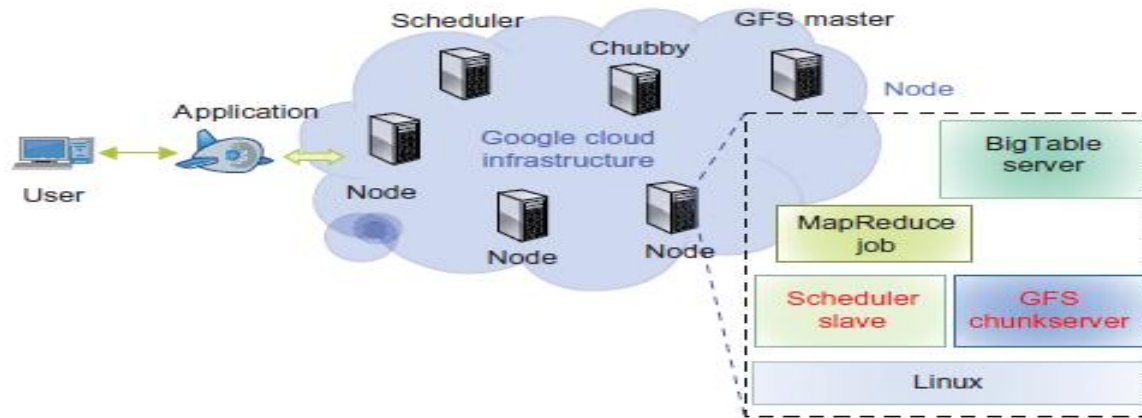 Scheduler
GFS master
Chubby
Node
Application
Google cloud
infrastructure
User
Node
Node
Node
BigTable
server
MapReduce
job
Scheduler
slave
GFS
chunkserver
Linux